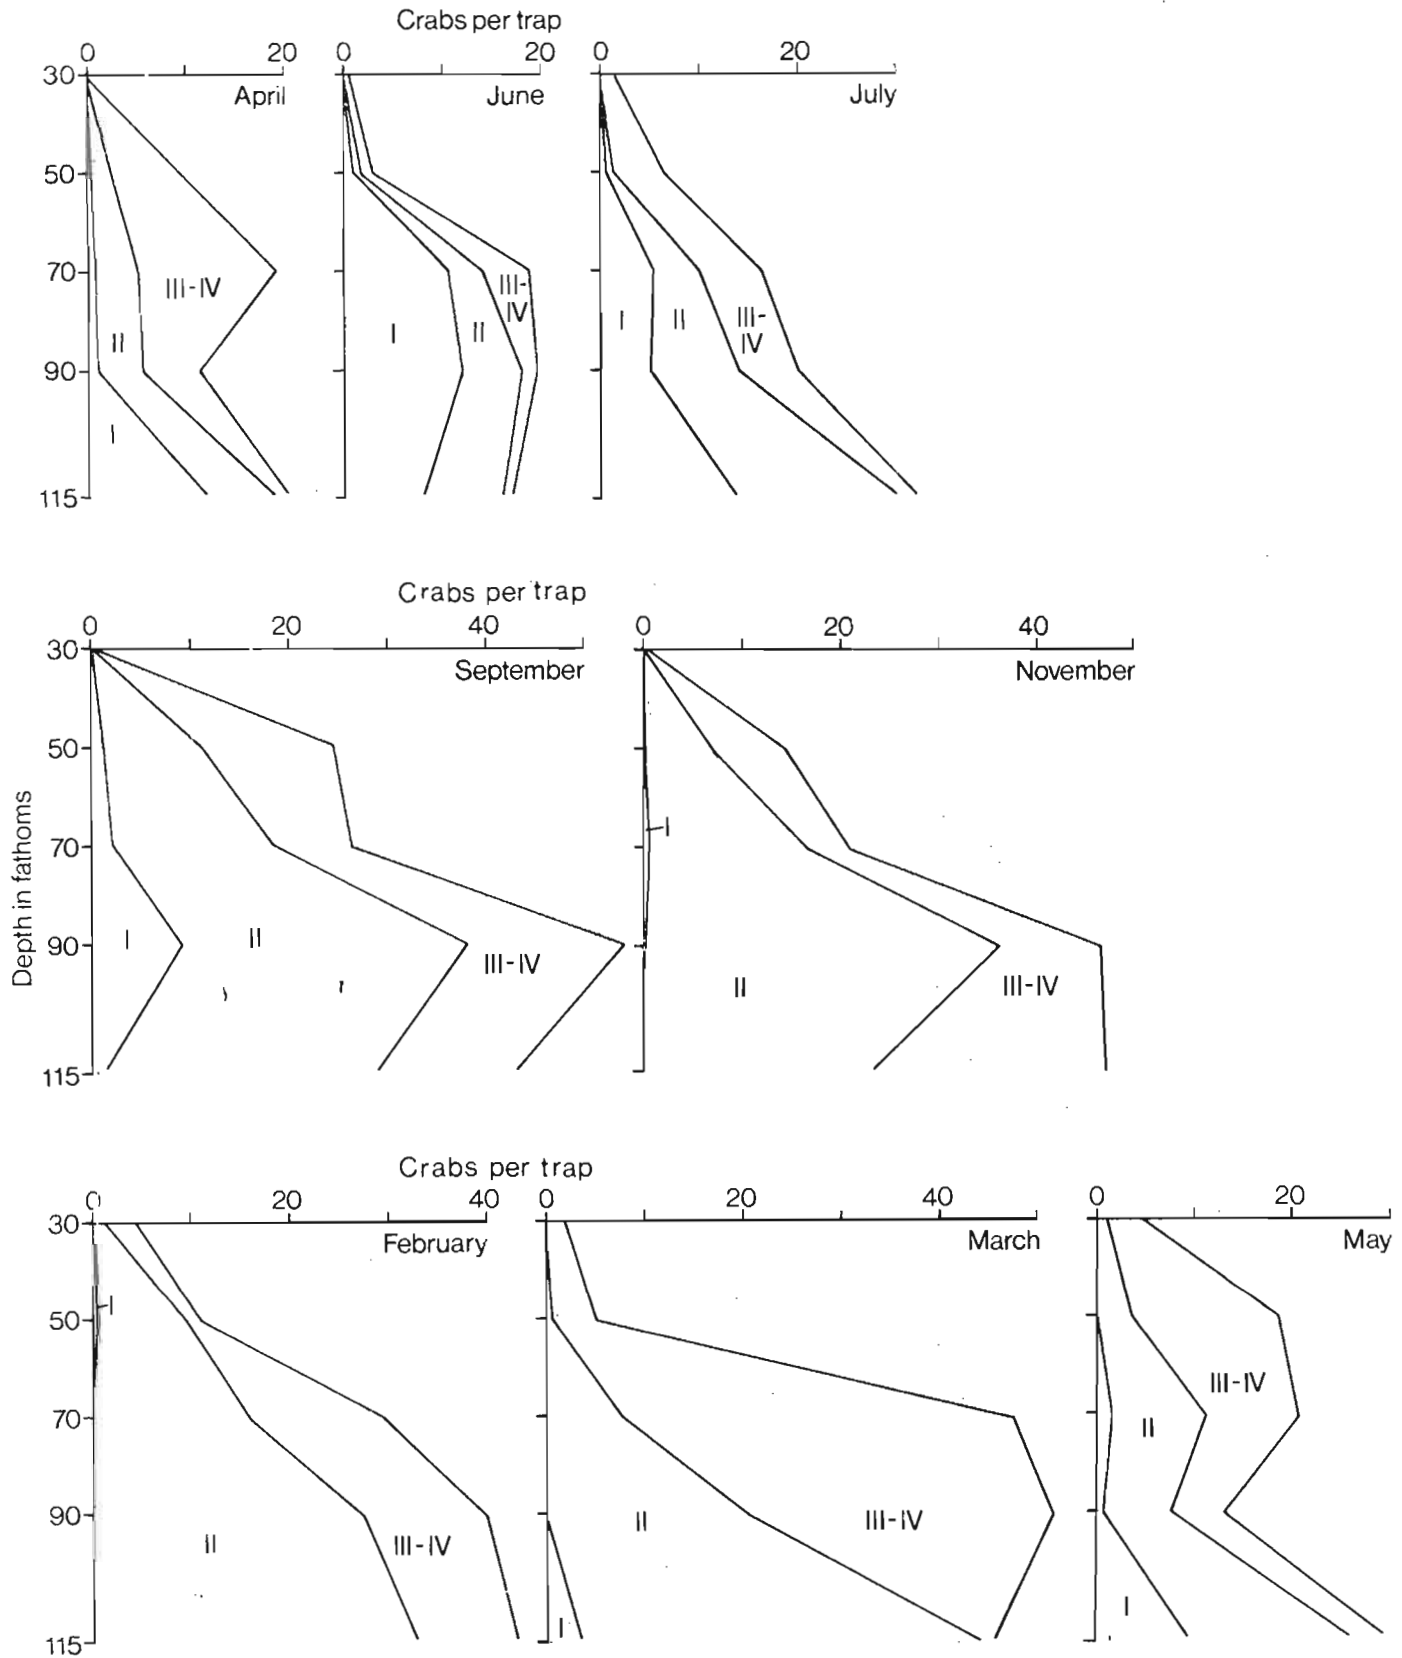 Crabs per trap
0 20 0 20 0 20
30
April June July
50
70
III-IV
III-
IV
I II III-
IV
II I II
90
I
115
Crabs per trap
0 20 40 0 20 40
30
September November
50
70
I
Depth in fathoms
90
I II III-IV II III-IV
115
Crabs per trap
0 20 40 0 20 40 0 20
30
February March May
I
50
III-IV
70
II
90
II III-IV II III-IV
I I
115